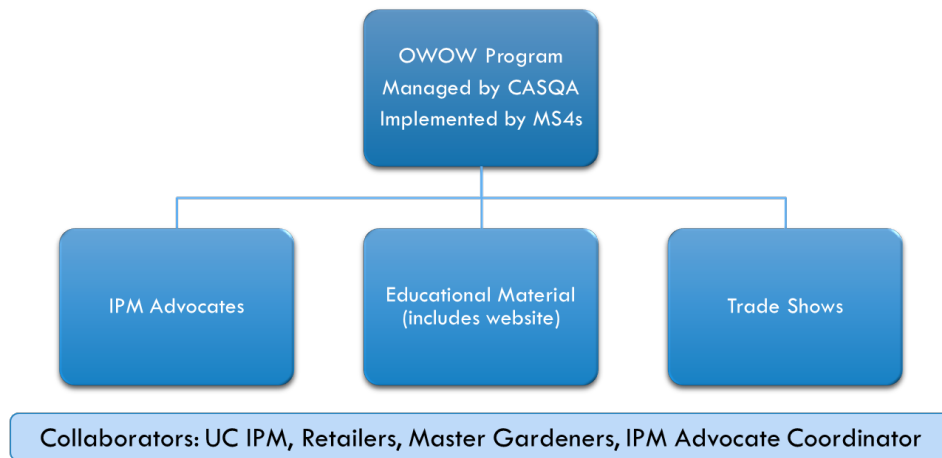 OWOW Program
Managed by CASQA
Implemented by MS4s
IPM Advocates
Educational Material
(includes website)
Trade Shows
Collaborators: UC IPM, Retailers, Master Gardeners, IPM Advocate Coordinator